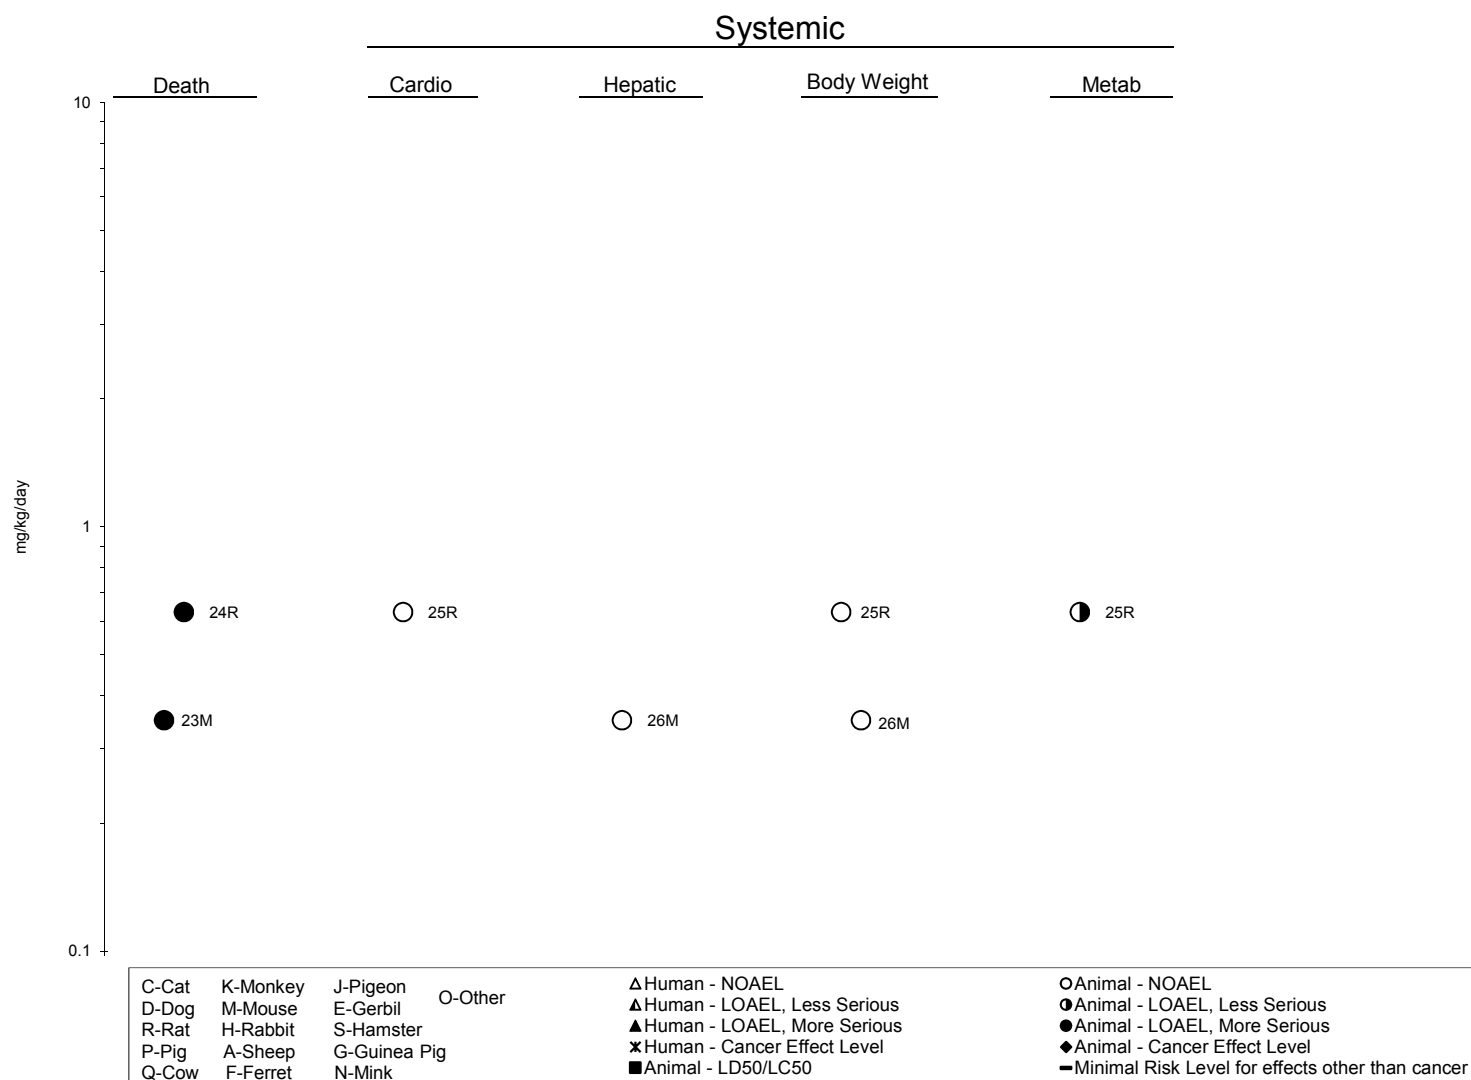 Systemic
Death Cardio Hepatic Body Weight Metab
10
mg/kg/day
1
24R 25R 25R 25R
23M 26M 26M
0.1
C-Cat K-Monkey J-Pigeon O-Other Human - NOAEL Animal - NOAEL
D-Dog M-Mouse E-Gerbil Human - LOAEL, Less Serious Animal - LOAEL, Less Serious
R-Rat H-Rabbit S-Hamster Human - LOAEL, More Serious Animal - LOAEL, More Serious
P-Pig A-Sheep G-Guinea Pig Human - Cancer Effect Level Animal - Cancer Effect Level
Q-Cow F-Ferret N-Mink Animal - LD50/LC50 Minimal Risk Level for effects other than cancer